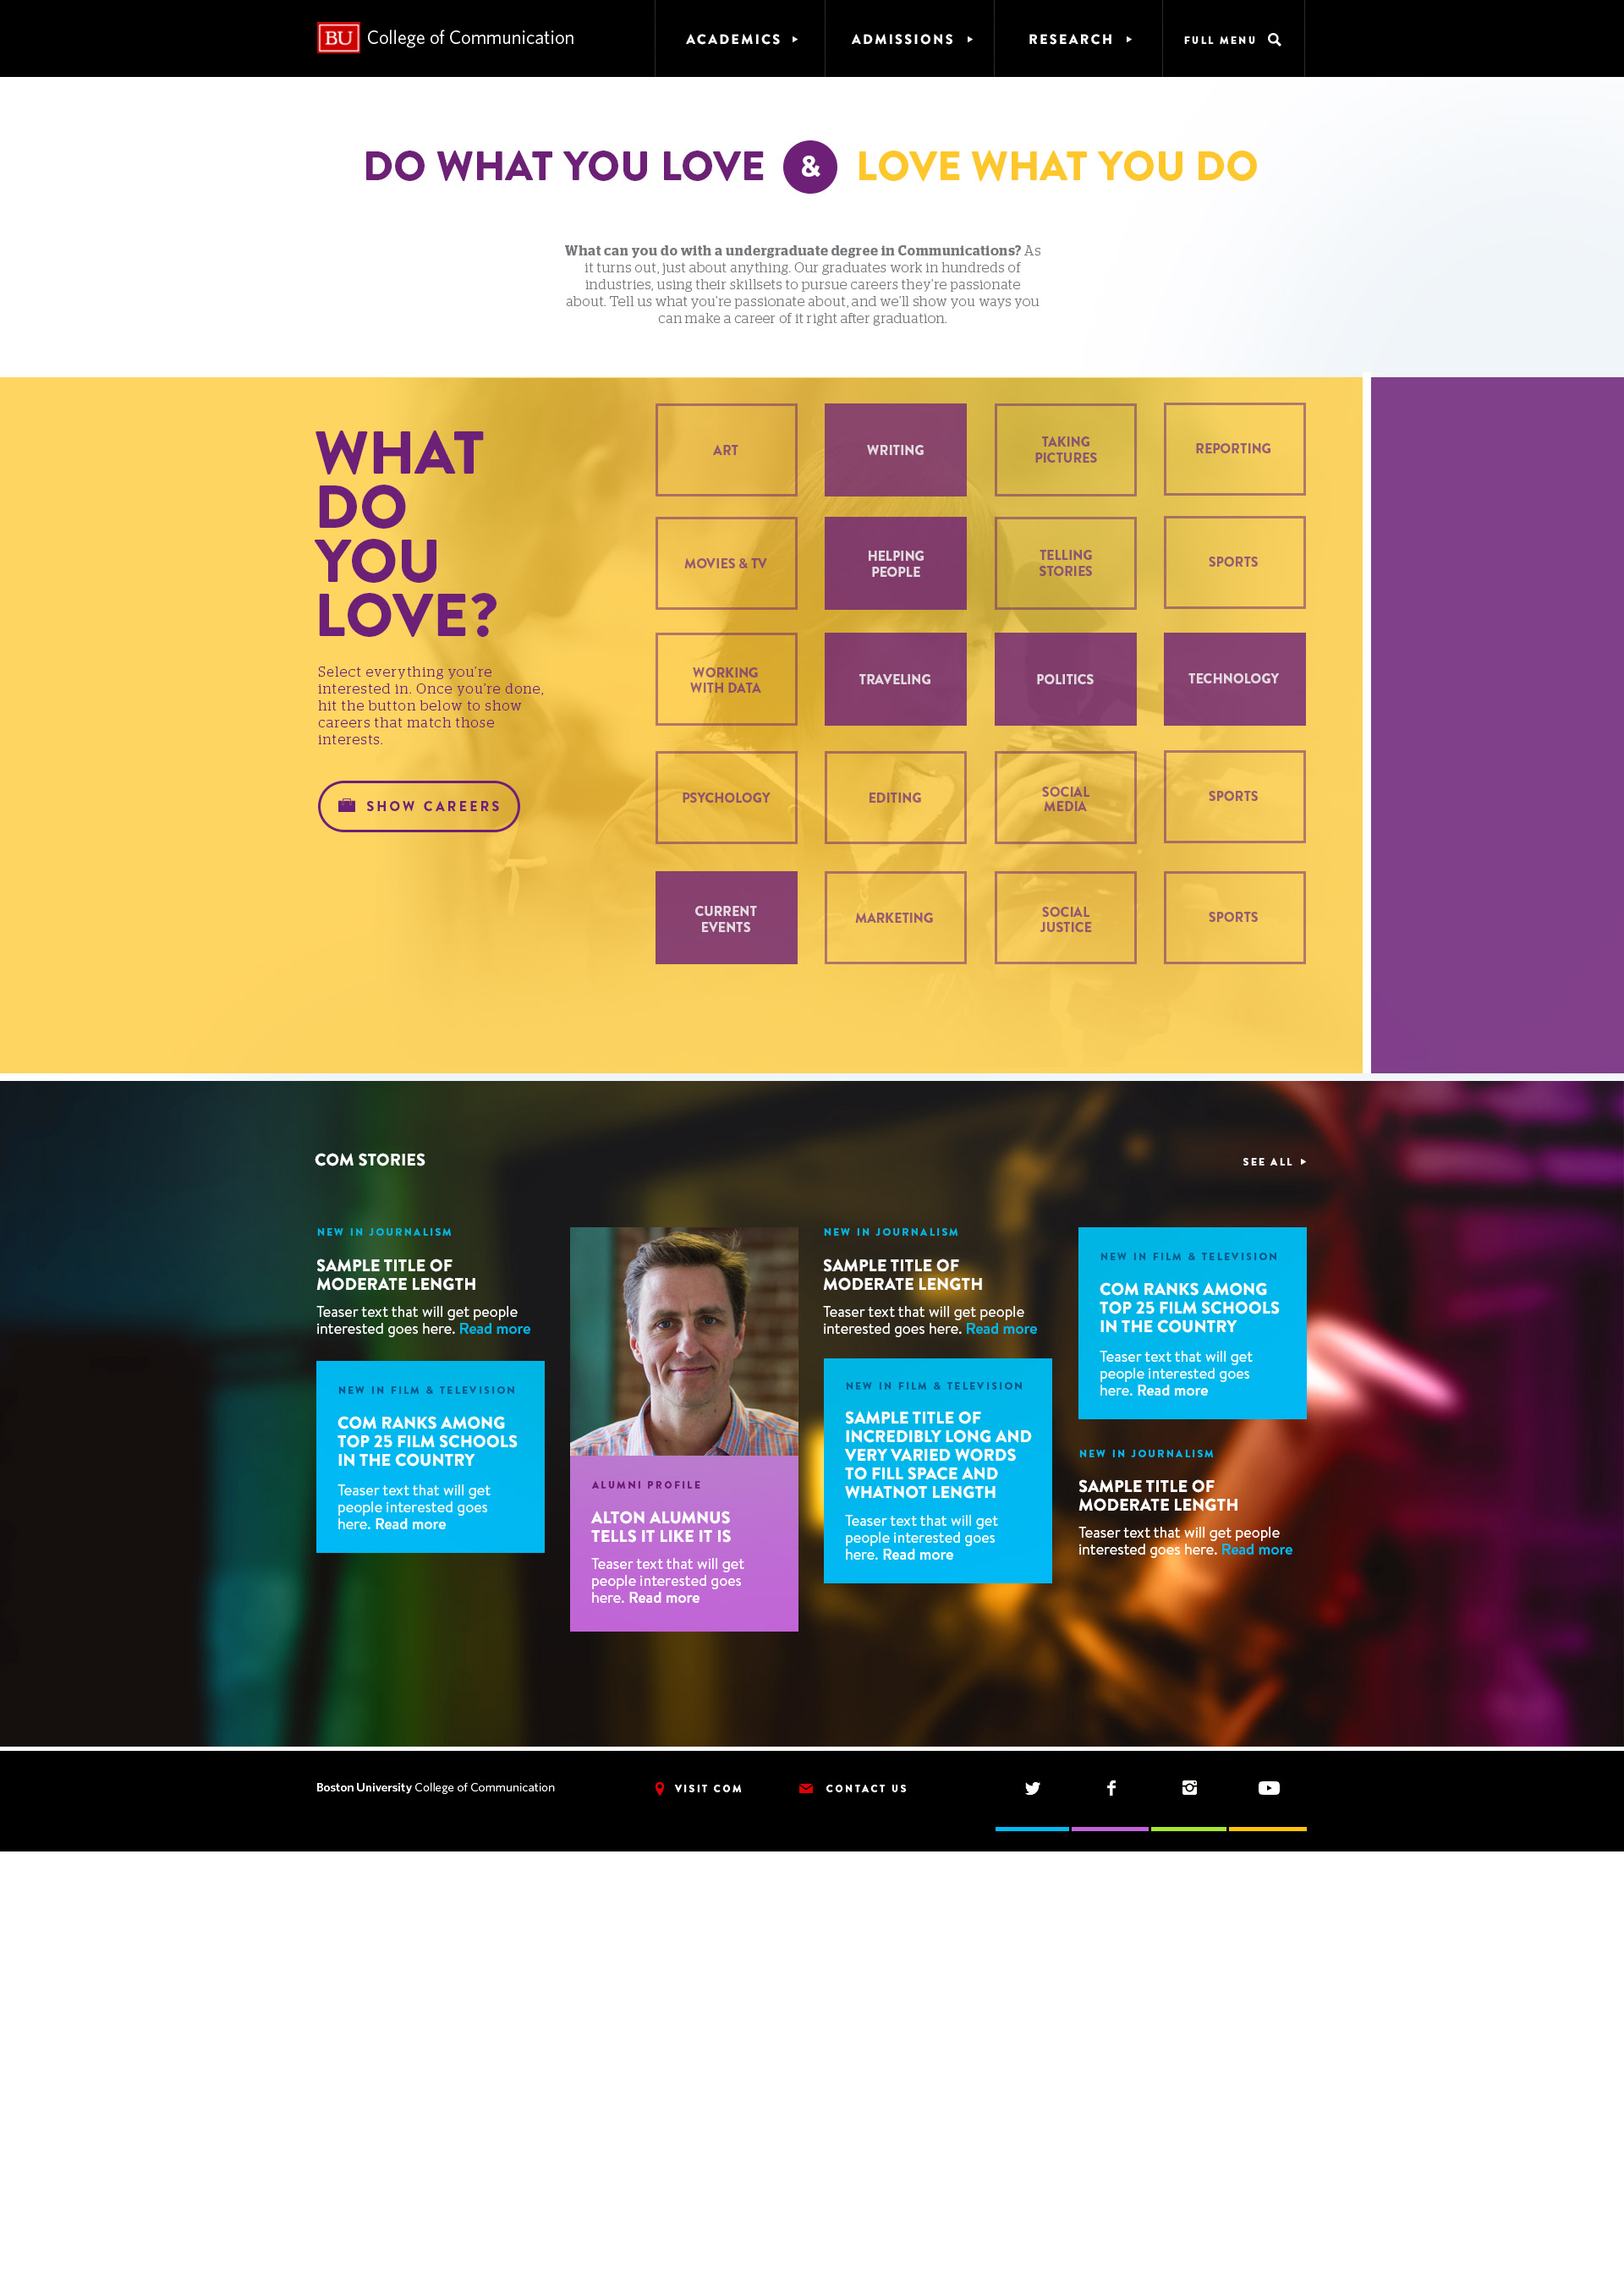 BU College of Communication
ACADEMICS
ADMISSIONS
RESEARCH
FULL MENU
DO WHAT YOU LOVE & LOVE WHAT YOU DO
What can you do with a undergraduate degree in Communications? As
it turns out, just about anything. Our graduates work in hundreds of
industries, using their skillsets to pursue careers they're passionate
about. Tell us what you're passionate about, and we'll show you ways you
can make a career of it right after graduation.
WHAT
DO
YOU
LOVE?
Select everything you're
interested in. Once you're done,
hit the button below to show
careers that match those
interests.
SHOW CAREERS
ART
WRITING
TAKING
PICTURES
REPORTING
MOVIES & TV
HELPING
PEOPLE
TELLING
STORIES
SPORTS
WORKING
WITH DATA
TRAVELING
POLITICS
TECHNOLOGY
PSYCHOLOGY
EDITING
SOCIAL
MEDIA
SPORTS
CURRENT
EVENTS
MARKETING
SOCIAL
JUSTICE
SPORTS
COM STORIES
SEE ALL
NEW IN JOURNALISM
SAMPLE TITLE OF
MODERATE LENGTH
Teaser text that will get people
interested goes here. Read more
NEW IN FILM & TELEVISION
COM RANKS AMONG
TOP 25 FILM SCHOOLS
IN THE COUNTRY
Teaser text that will get
people interested goes
here. Read more
ALUMNI PROFILE
ALTON ALUMNUS
TELLS IT LIKE IT IS
Teaser text that will get
people interested goes
here. Read more
NEW IN JOURNALISM
SAMPLE TITLE OF
MODERATE LENGTH
Teaser text that will get people
interested goes here. Read more
NEW IN FILM & TELEVISION
SAMPLE TITLE OF
INCREDIBLY LONG AND
VERY VARIED WORDS
TO FILL SPACE AND
WHATNOT LENGTH
Teaser text that will get
people interested goes
here. Read more
NEW IN FILM & TELEVISION
COM RANKS AMONG
TOP 25 FILM SCHOOLS
IN THE COUNTRY
Teaser text that will get
people interested goes
here. Read more
NEW IN JOURNALISM
SAMPLE TITLE OF
MODERATE LENGTH
Teaser text that will get people
interested goes here. Read more
Boston University College of Communication
VISIT COM
CONTACT US